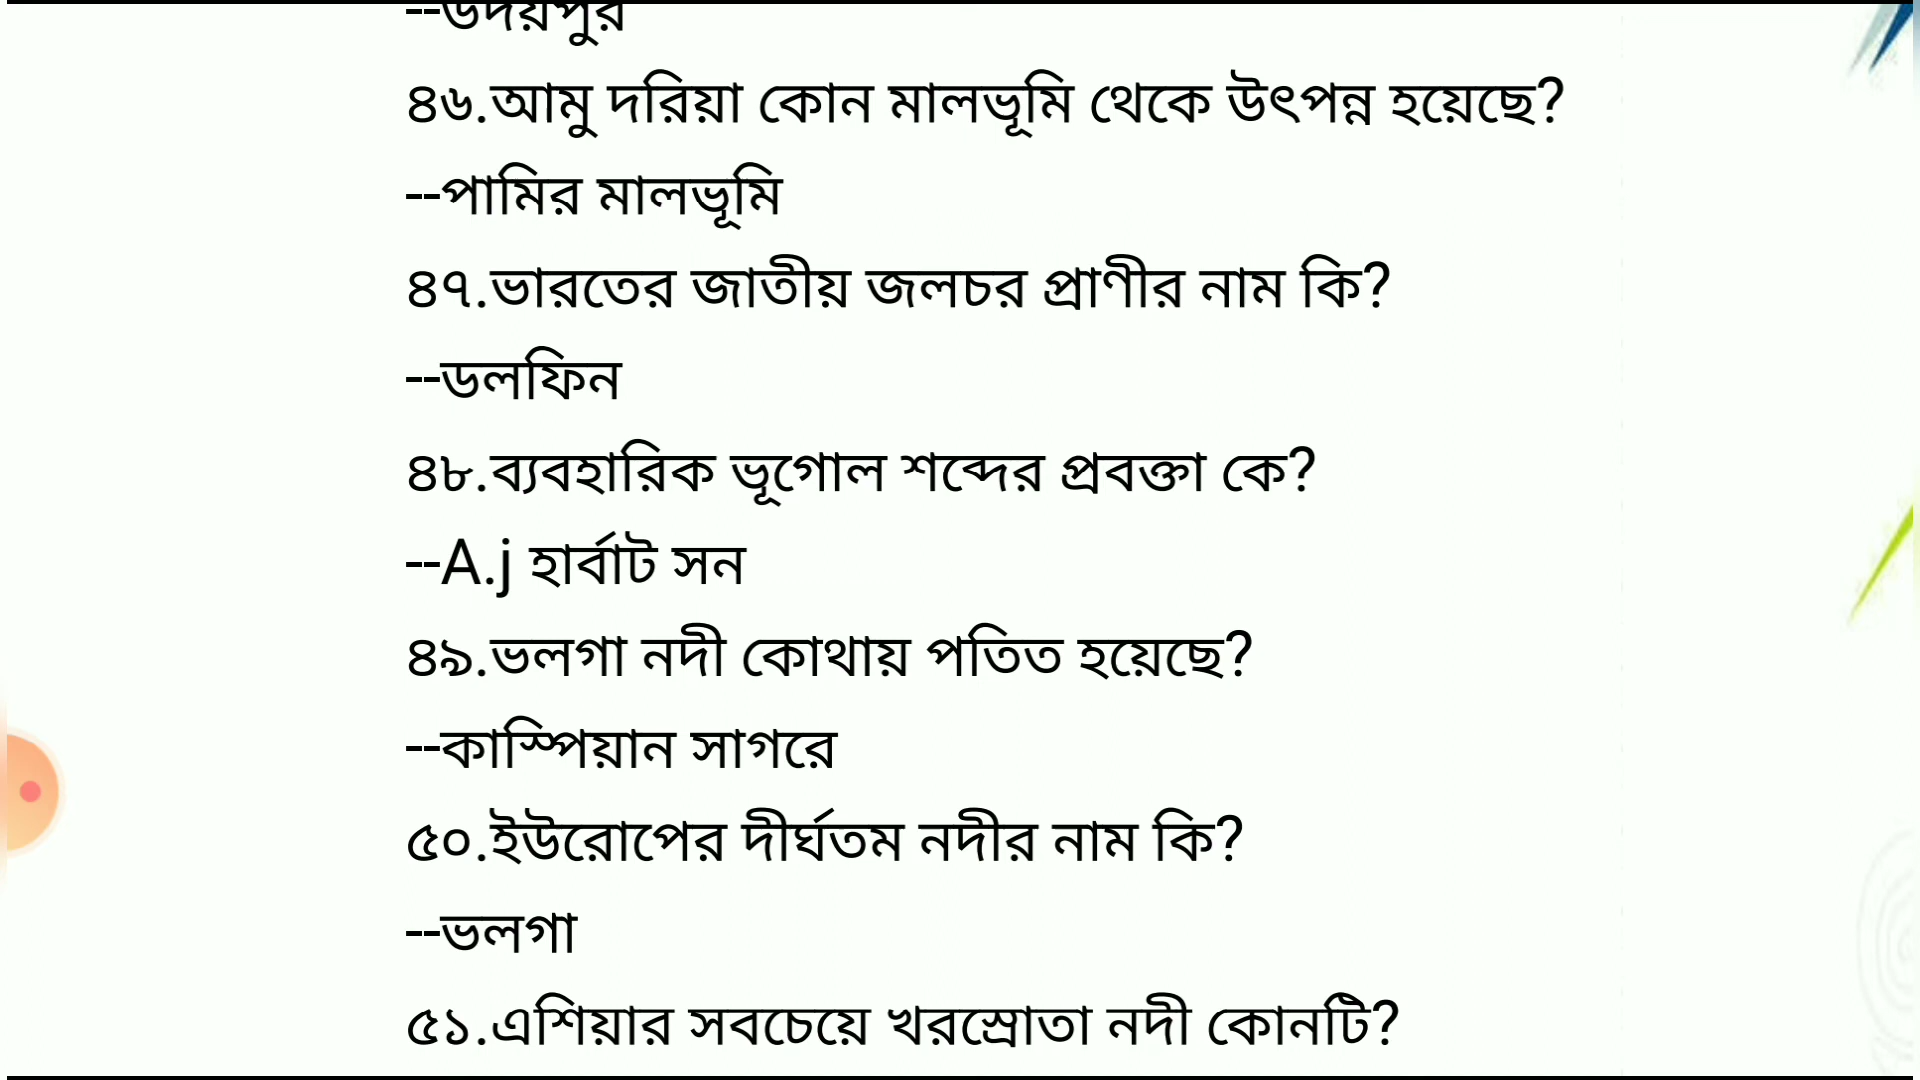 --উদয়পুর
৪৬.আমু দরিয়া কোন মালভূমি থেকে উৎপন্ন হয়েছে?
--পামির মালভূমি
৪৭.ভারতের জাতীয় জলচর প্রাণীর নাম কি?
--ডলফিন
৪৮.ব্যবহারিক ভূগোল শব্দের প্রবক্তা কে?
--A.j হার্বাট সন
৪৯.ভলগা নদী কোথায় পতিত হয়েছে?
--কাস্পিয়ান সাগরে
৫০.ইউরোপের দীর্ঘতম নদীর নাম কি?
--ভলগা
৫১.এশিয়ার সবচেয়ে খরস্রোতা নদী কোনটি?